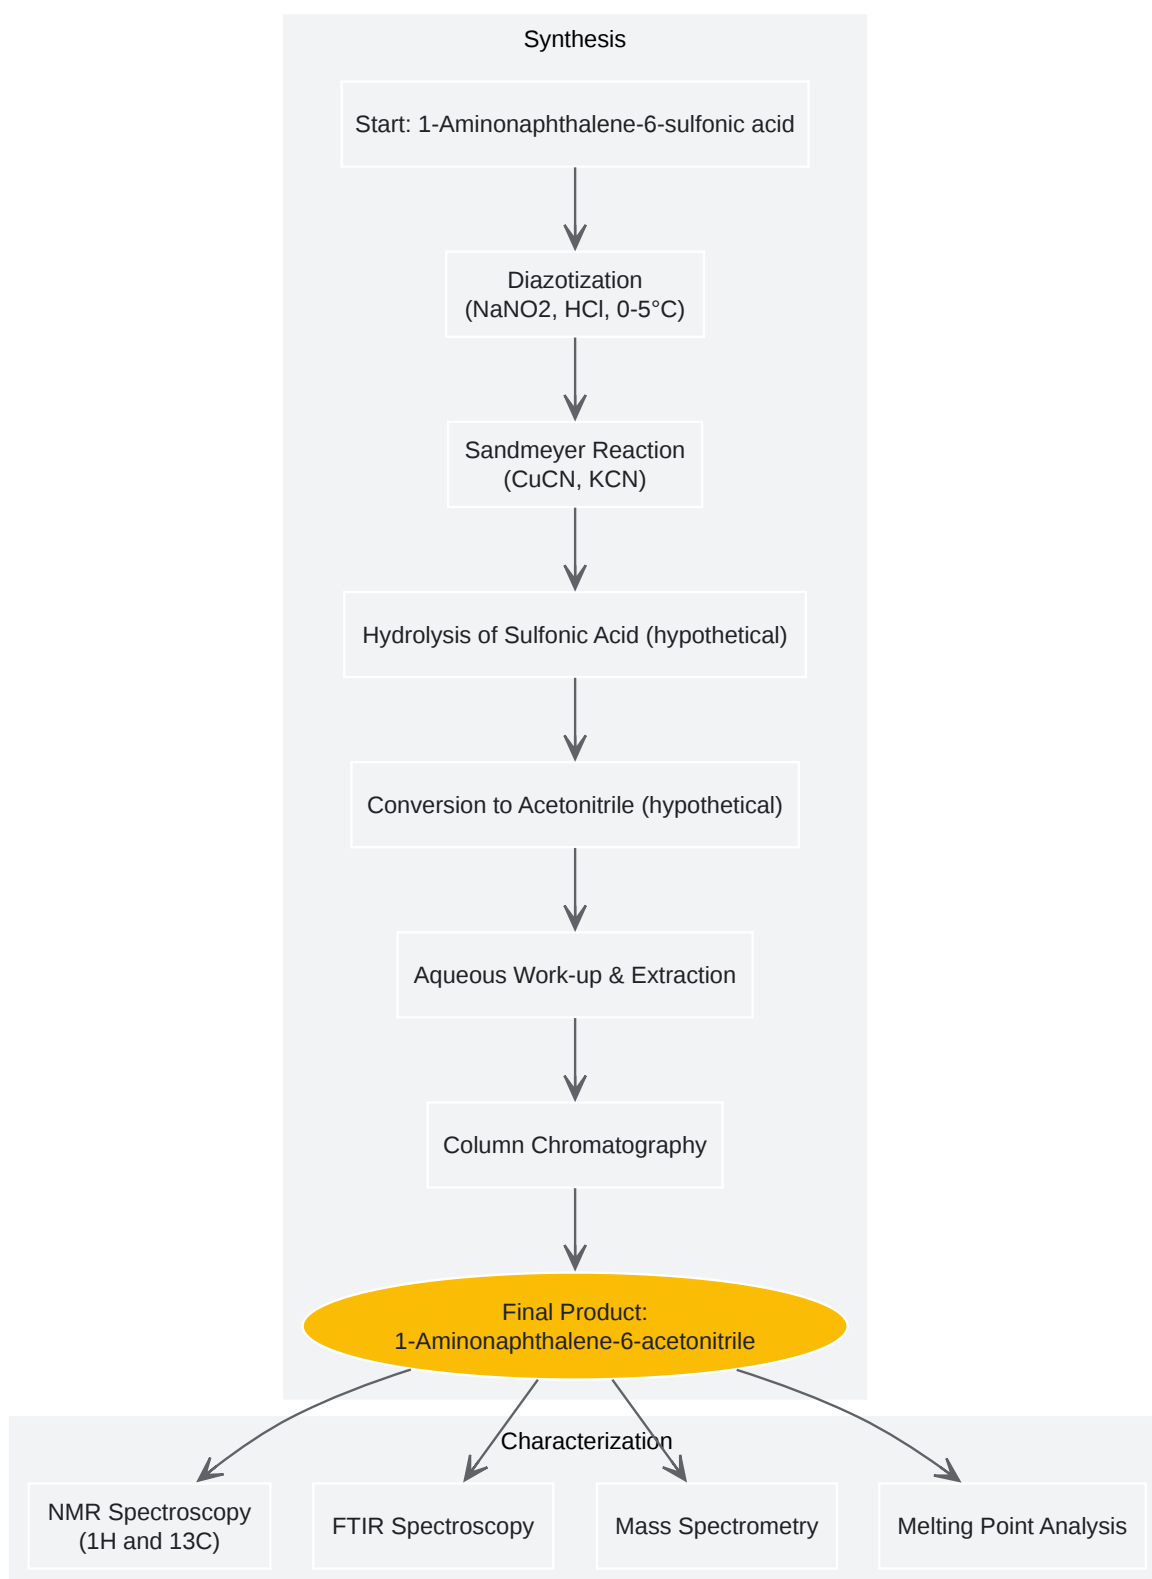 Synthesis
Start: 1-Aminonaphthalene-6-sulfonic acid
Diazotization
(NaNO2, HCl, 0-5°C)
Sandmeyer Reaction
(CuCN, KCN)
Hydrolysis of Sulfonic Acid (hypothetical)
Conversion to Acetonitrile (hypothetical)
Aqueous Work-up & Extraction
Column Chromatography
Final Product:
1-Aminonaphthalene-6-acetonitrile
Characterization
NMR Spectroscopy
(1H and 13C)
FTIR Spectroscopy
Mass Spectrometry
Melting Point Analysis